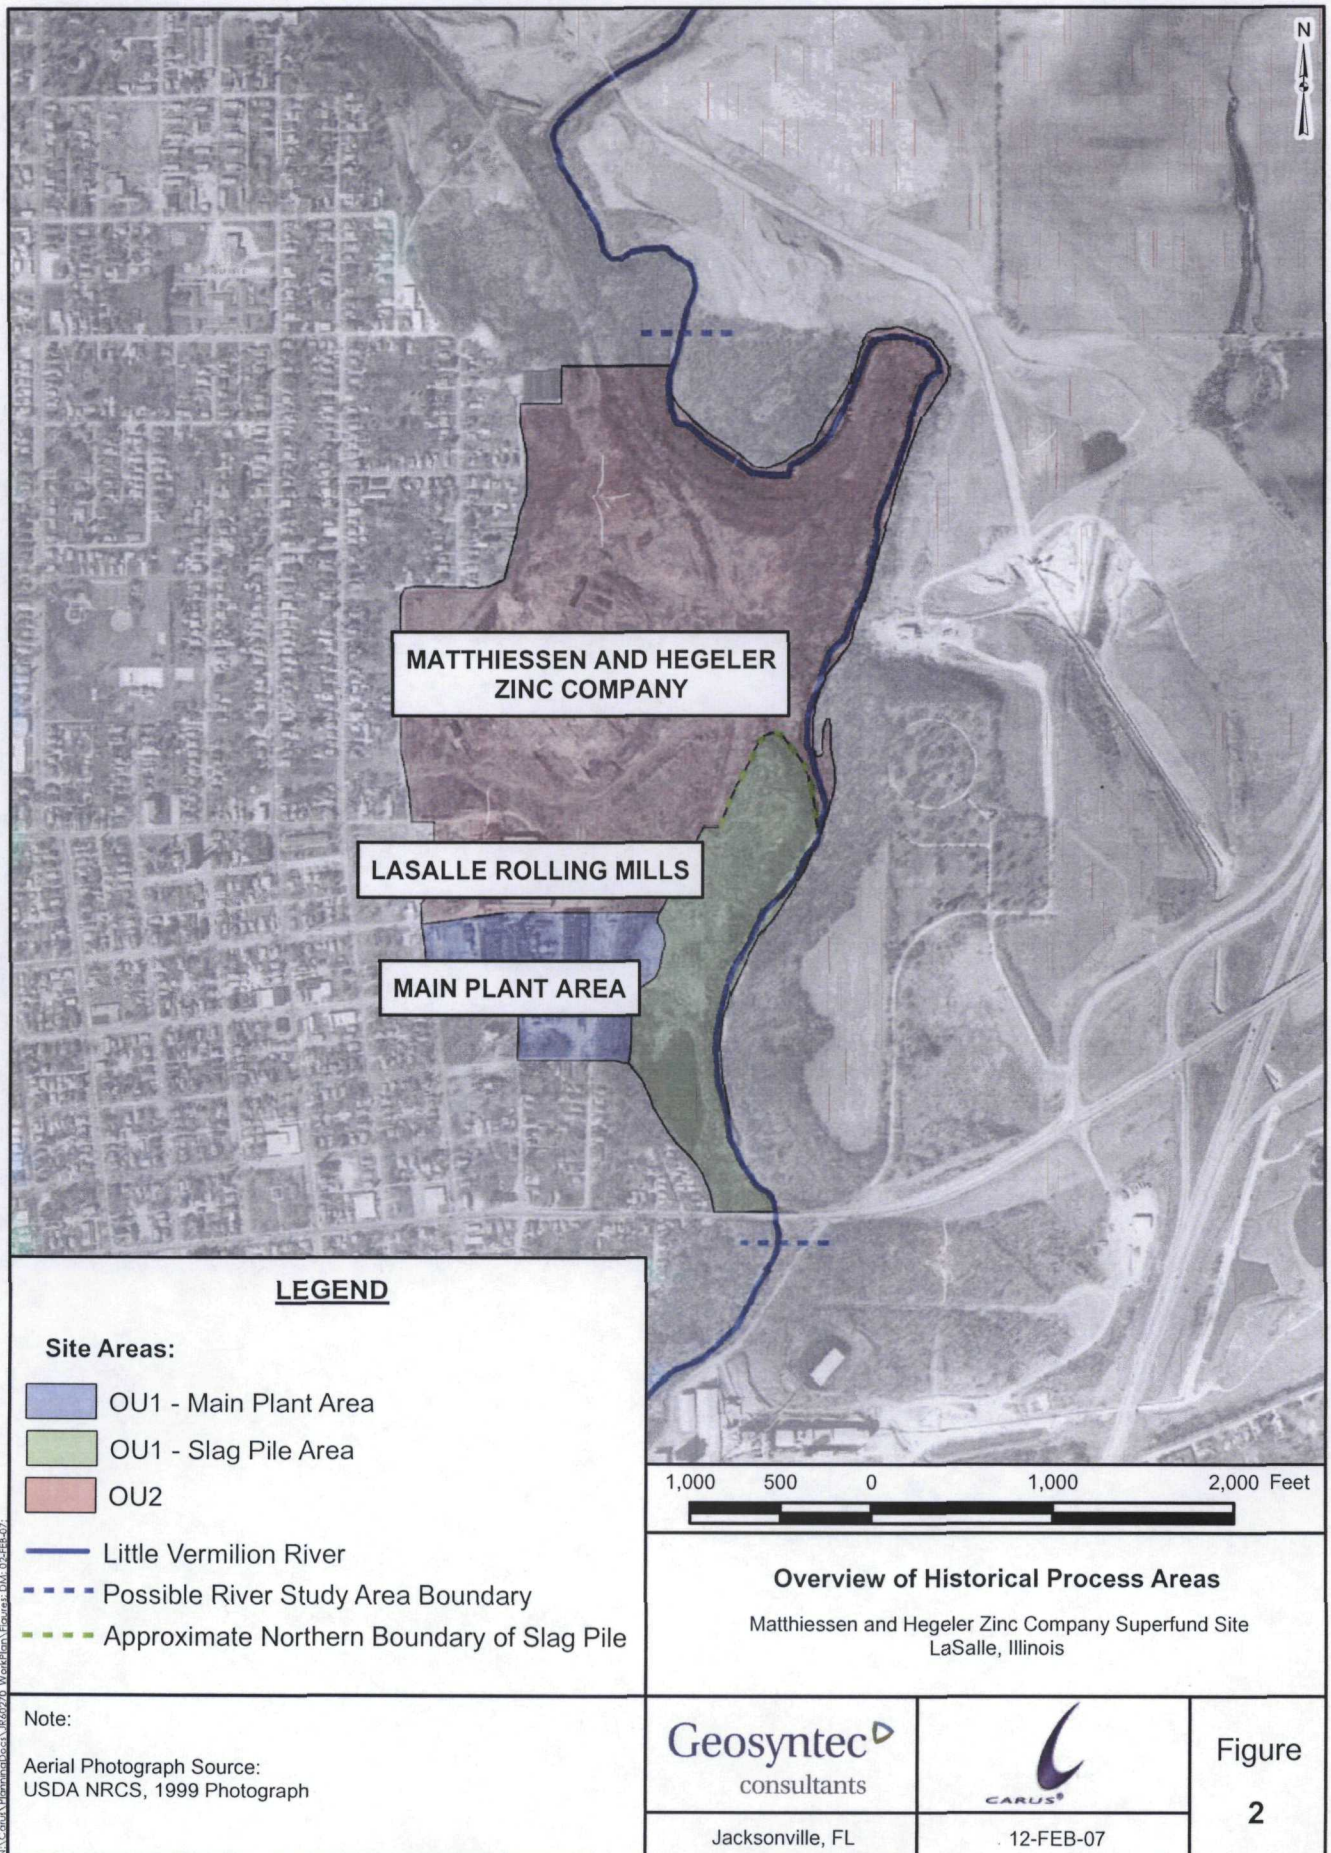 N
MATTHIESSEN AND HEGELER
ZINC COMPANY
LASALLE ROLLING MILLS
MAIN PLANT AREA
LEGEND
Site Areas:
OU1 - Main Plant Area
OU1 - Slag Pile Area
OU2
Little Vermilion River
Possible River Study Area Boundary
Approximate Northern Boundary of Slag Pile
1,000 500 0 1,000 2,000 Feet
Overview of Historical Process Areas
Matthiessen and Hegeler Zinc Company Superfund Site
LaSalle, Illinois
Note:
Aerial Photograph Source:
USDA NRCS, 1999 Photograph
Geosyntec
consultants
Jacksonville, FL
CARUS®
12-FEB-07
Figure
2